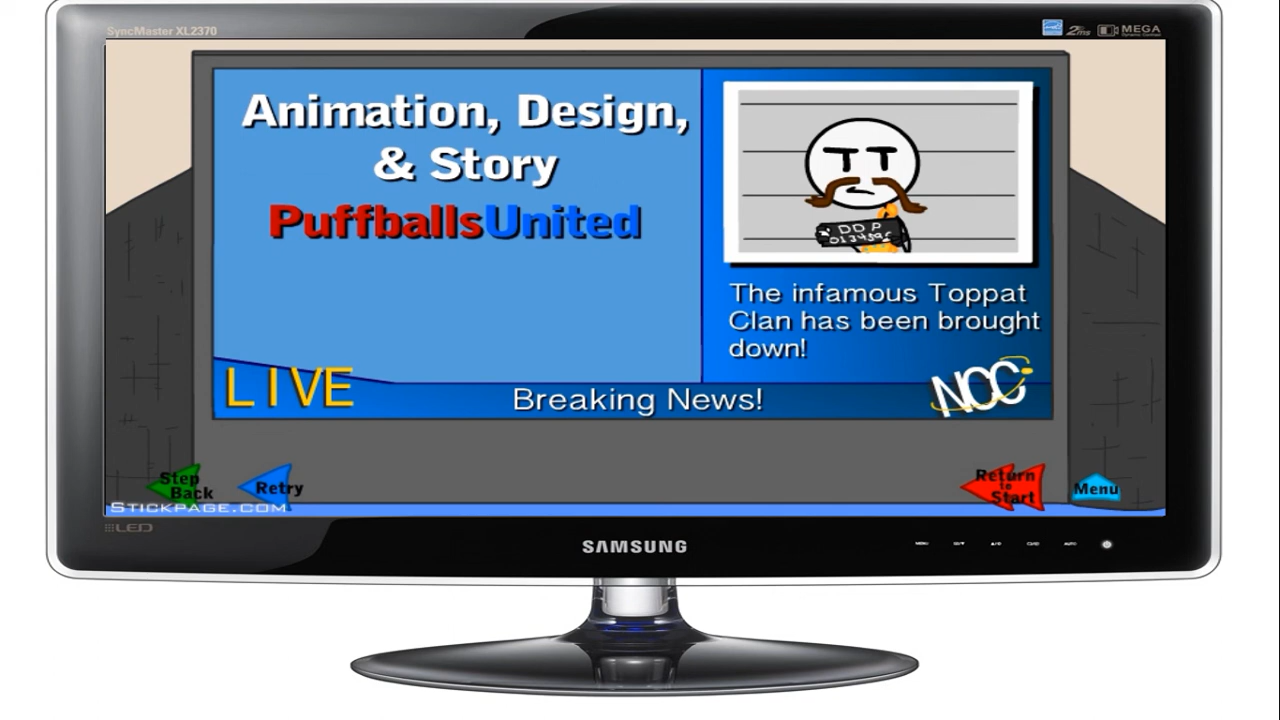 SyncMaster XL2370
2ms
MEGA
Animation, Design,
& Story
PuffballsUnited
DDP
The infamous Toppat
Clan has been brought
down!
LIVE
Breaking News!
NCC
Step
Back
Retry
Return
to
Start
Menu
STICKPAGE.COM
LED
SAMSUNG